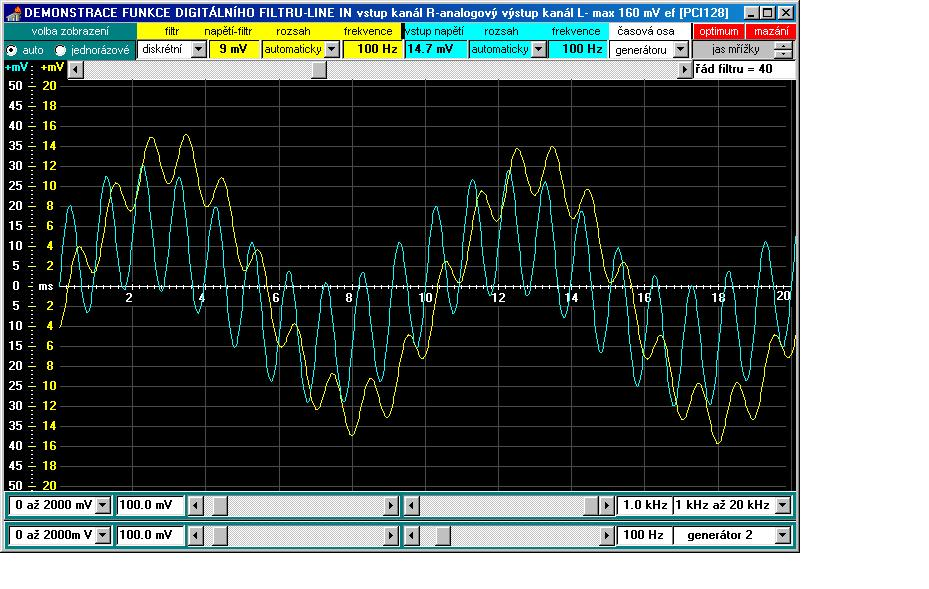 DEMONSTRACE FUNKCE DIGITÁLNÍHO FILTRU-LINE IN vstup kanál R-analogový výstup kanál L- max 160 mV ef [PCI128]
volba zobrazení filtr napětí-filtr rozsah frekvence vstup napětí rozsah frekvence časová osa optimum mazání
auto jednorázové diskrétní 9 mV automaticky 100 Hz 14.7 mV automaticky 100 Hz generátoru jas mřížky
+mV +mV řád filtru = 40
50 20
45 18
40 16
35 14
30 12
25 10
20 8
15 6
10 4
5 2
0 ms
2 4 6 8 10 12 14 16 18 20
5 2
10 4
15 6
20 8
25 10
30 12
35 14
40 16
45 18
50 20
0 až 2000 mV 100.0 mV 1.0 kHz 1 kHz až 20 kHz
0 až 2000m V 100.0 mV 100 Hz generátor 2